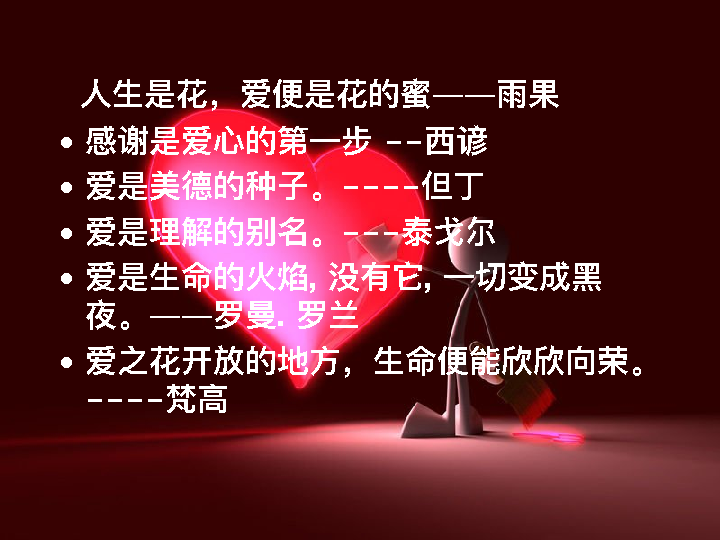 人生是花，爱便是花的蜜——雨果
• 感谢是爱心的第一步 --西谚
• 爱是美德的种子。----但丁
• 爱是理解的别名。---泰戈尔
• 爱是生命的火焰, 没有它, 一切变成黑
夜。——罗曼. 罗兰
• 爱之花开放的地方，生命便能欣欣向荣。
----梵高